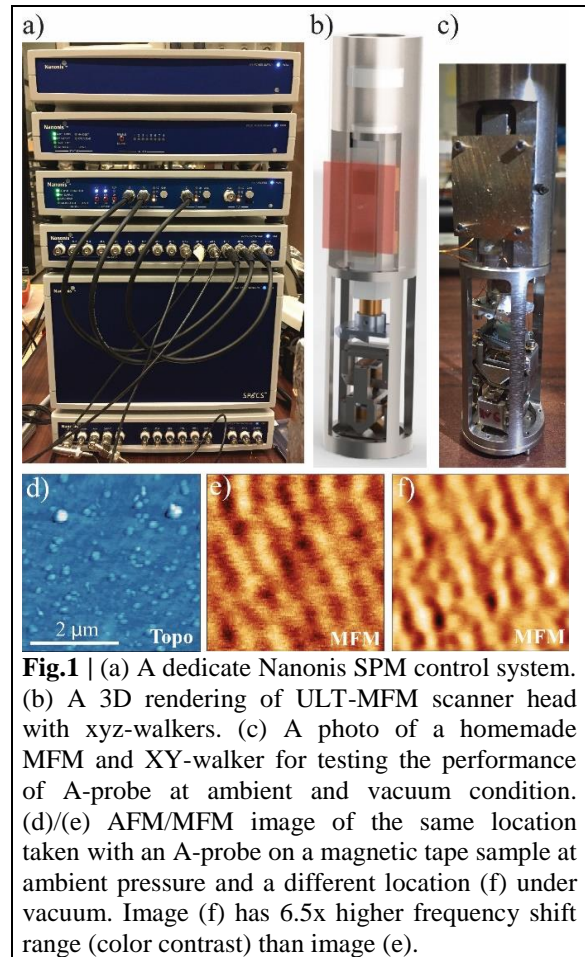 a)
b)
c)
Nanonis
Nanonis
Nanonis
Nanonis
SPECS
d)
e)
f)
2 μm
Topo
MFM
MFM
Fig.1 | (a) A dedicate Nanonis SPM control system.
(b) A 3D rendering of ULT-MFM scanner head
with xyz-walkers. (c) A photo of a homemade
MFM and XY-walker for testing the performance
of A-probe at ambient and vacuum condition.
(d)/(e) AFM/MFM image of the same location
taken with an A-probe on a magnetic tape sample at
ambient pressure and a different location (f) under
vacuum. Image (f) has 6.5x higher frequency shift
range (color contrast) than image (e).